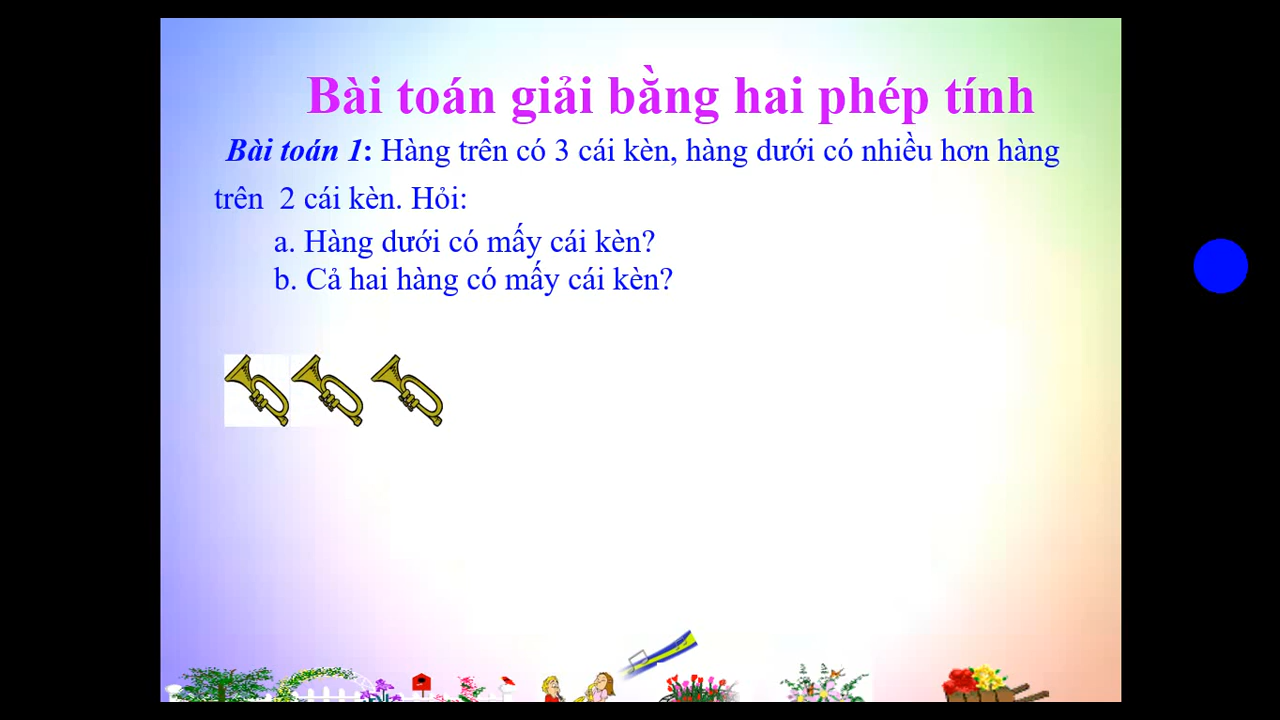 Bài toán giải bằng hai phép tính
Bài toán 1: Hàng trên có 3 cái kèn, hàng dưới có nhiều hơn hàng
trên 2 cái kèn. Hỏi:
a. Hàng dưới có mấy cái kèn?
b. Cả hai hàng có mấy cái kèn?